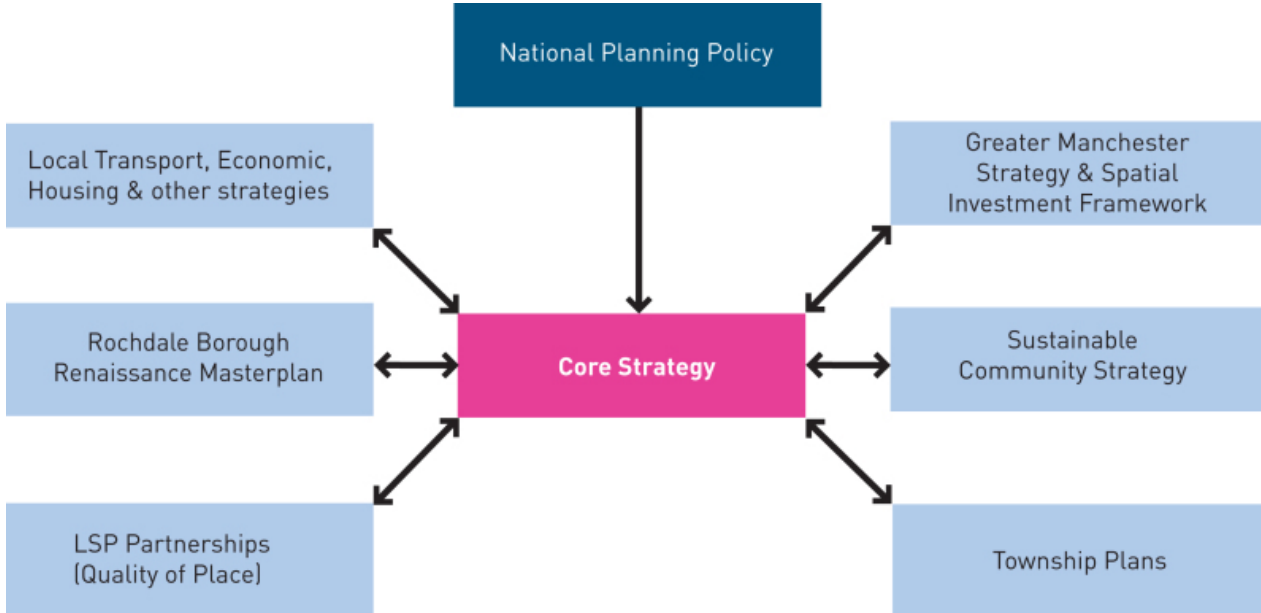 National Planning Policy
Local Transport, Economic,
Housing & other strategies
Greater Manchester
Strategy & Spatial
Investment Framework
Rochdale Borough
Renaissance Masterplan
Core Strategy
Sustainable
Community Strategy
LSP Partnerships
(Quality of Place)
Township Plans